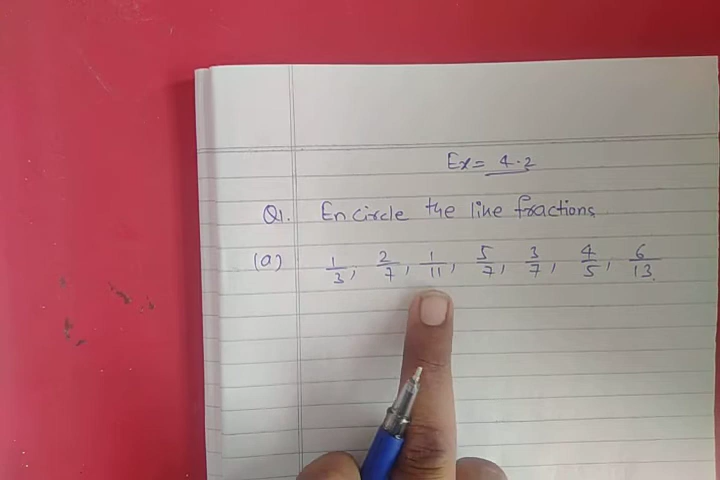 Ex= 4.2
Q1. Encircle the like fractions.
(a) 1/3, 2/7, 1/11, 5/7, 3/7, 4/5, 6/13.